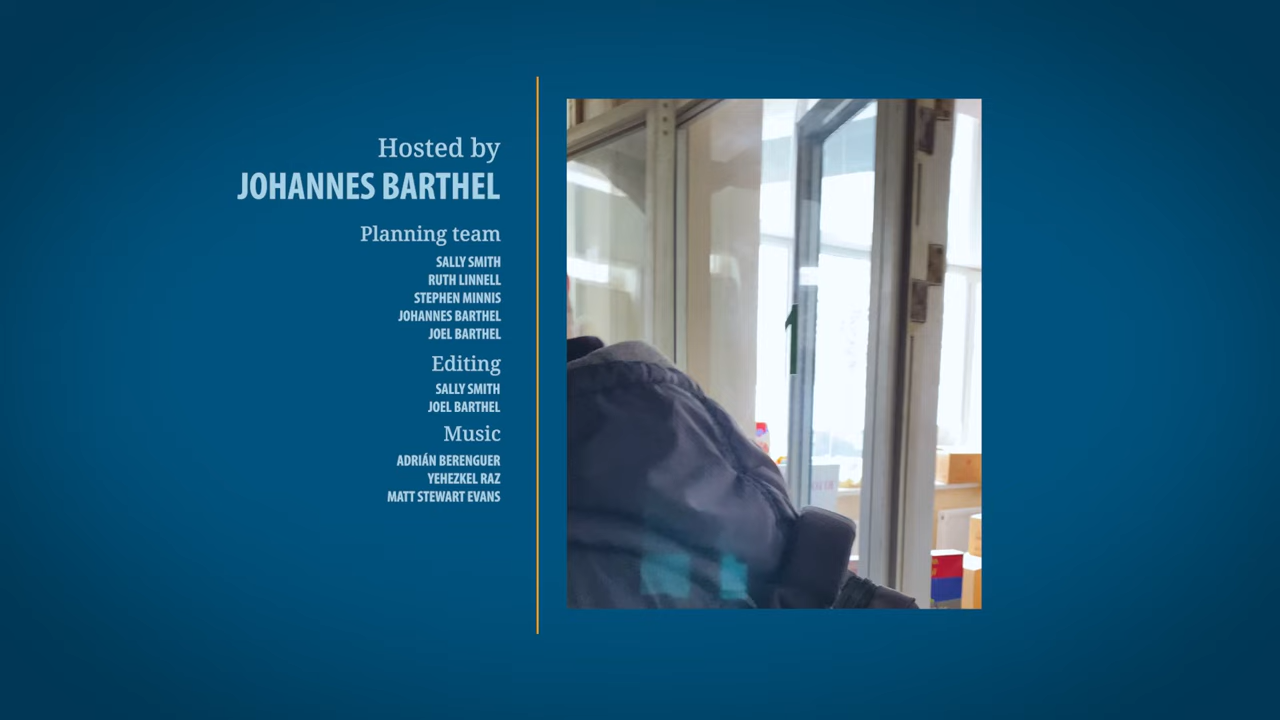 Hosted by
JOHANNES BARTHEL
Planning team
SALLY SMITH
RUTH LINNELL
STEPHEN MINNIS
JOHANNES BARTHEL
JOEL BARTHEL
Editing
SALLY SMITH
JOEL BARTHEL
Music
ADRIÁN BERENGUER
YEHEZKEL RAZ
MATT STEWART EVANS
1